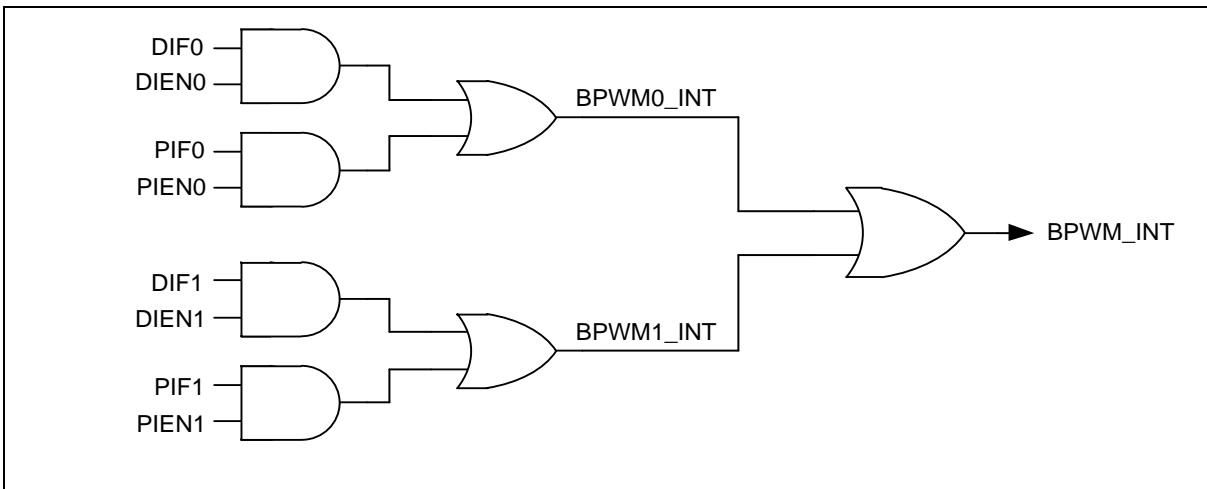 DIF0
DIEN0
PIF0
PIEN0
BPWM0_INT
BPWM_INT
DIF1
DIEN1
PIF1
PIEN1
BPWM1_INT